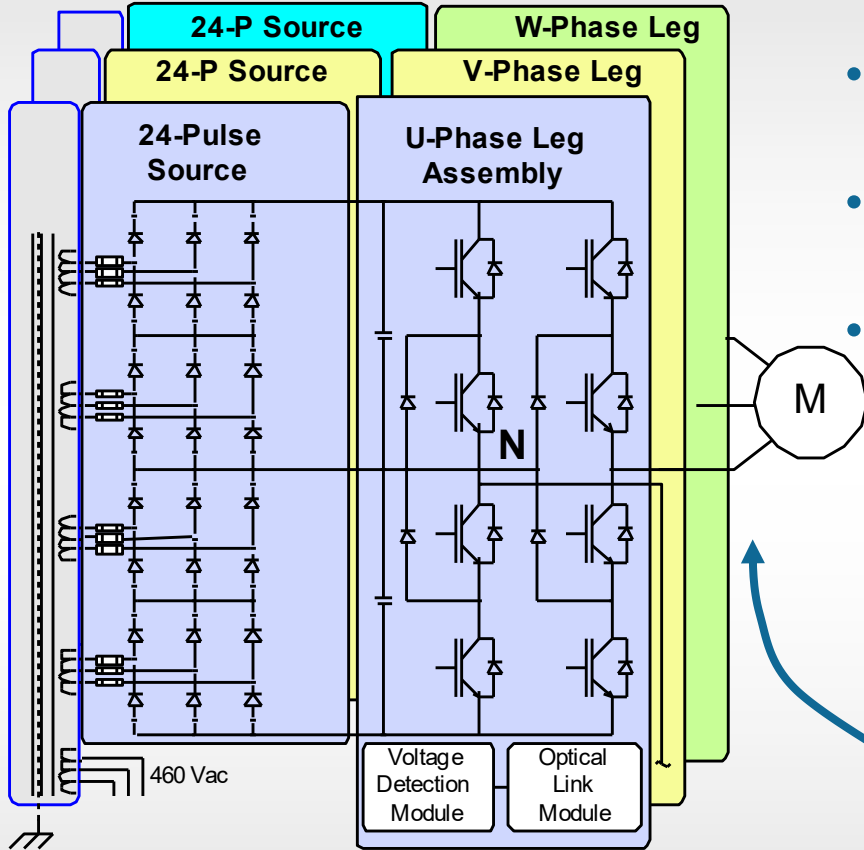 24-P Source
W-Phase Leg
24-P Source
V-Phase Leg
24-Pulse
Source
U-Phase Leg
Assembly
M
N
460 Vac
Voltage
Detection
Module
Optical
Link
Module